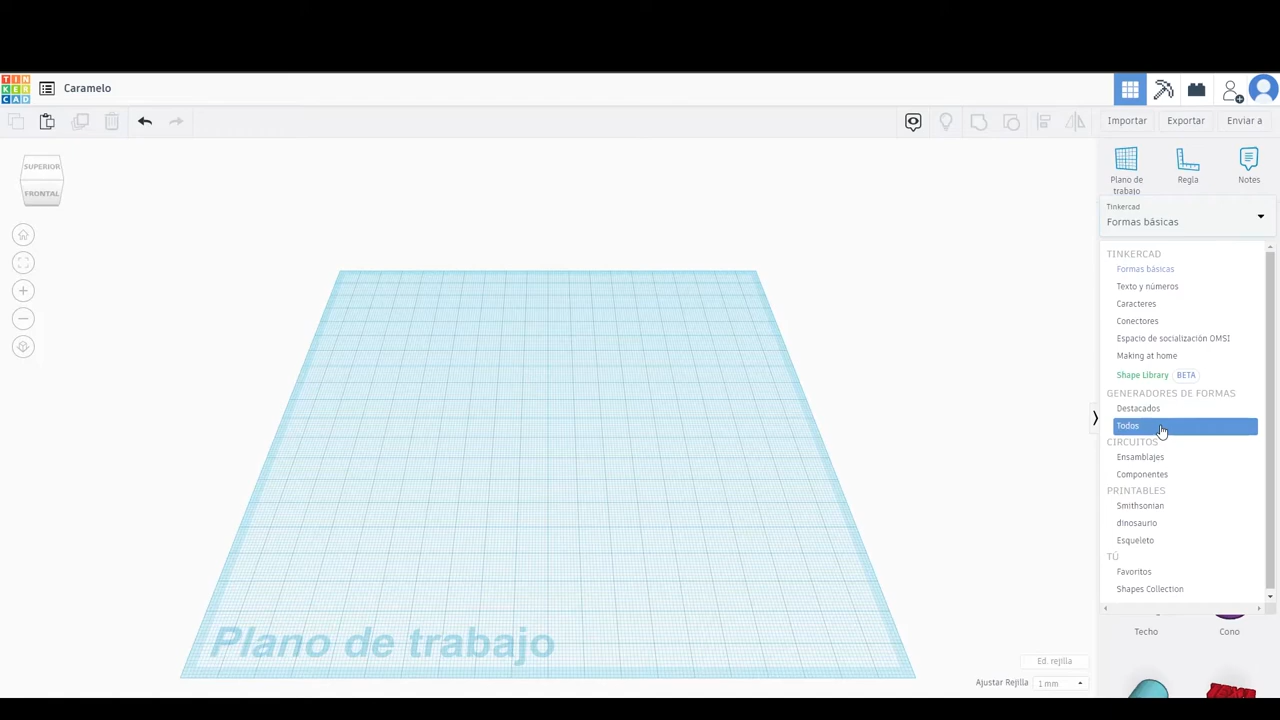 TIN
KER
CAD
Caramelo
Importar
Exportar
Enviar a
SUPERIOR
FRONTAL
Plano de
trabajo
Regla
Notes
Tinkercad
Formas básicas
TINKERCAD
Formas básicas
Texto y números
Caracteres
Conectores
Espacio de socialización OMSI
Making at home
Shape Library BETA
GENERADORES DE FORMAS
Destacados
Todos
CIRCUITOS
Ensamblajes
Componentes
PRINTABLES
Smithsonian
dinosaurio
Esqueleto
TÚ
Favoritos
Shapes Collection
Techo
Cono
Plano de trabajo
Ed. rejilla
Ajustar Rejilla 1 mm